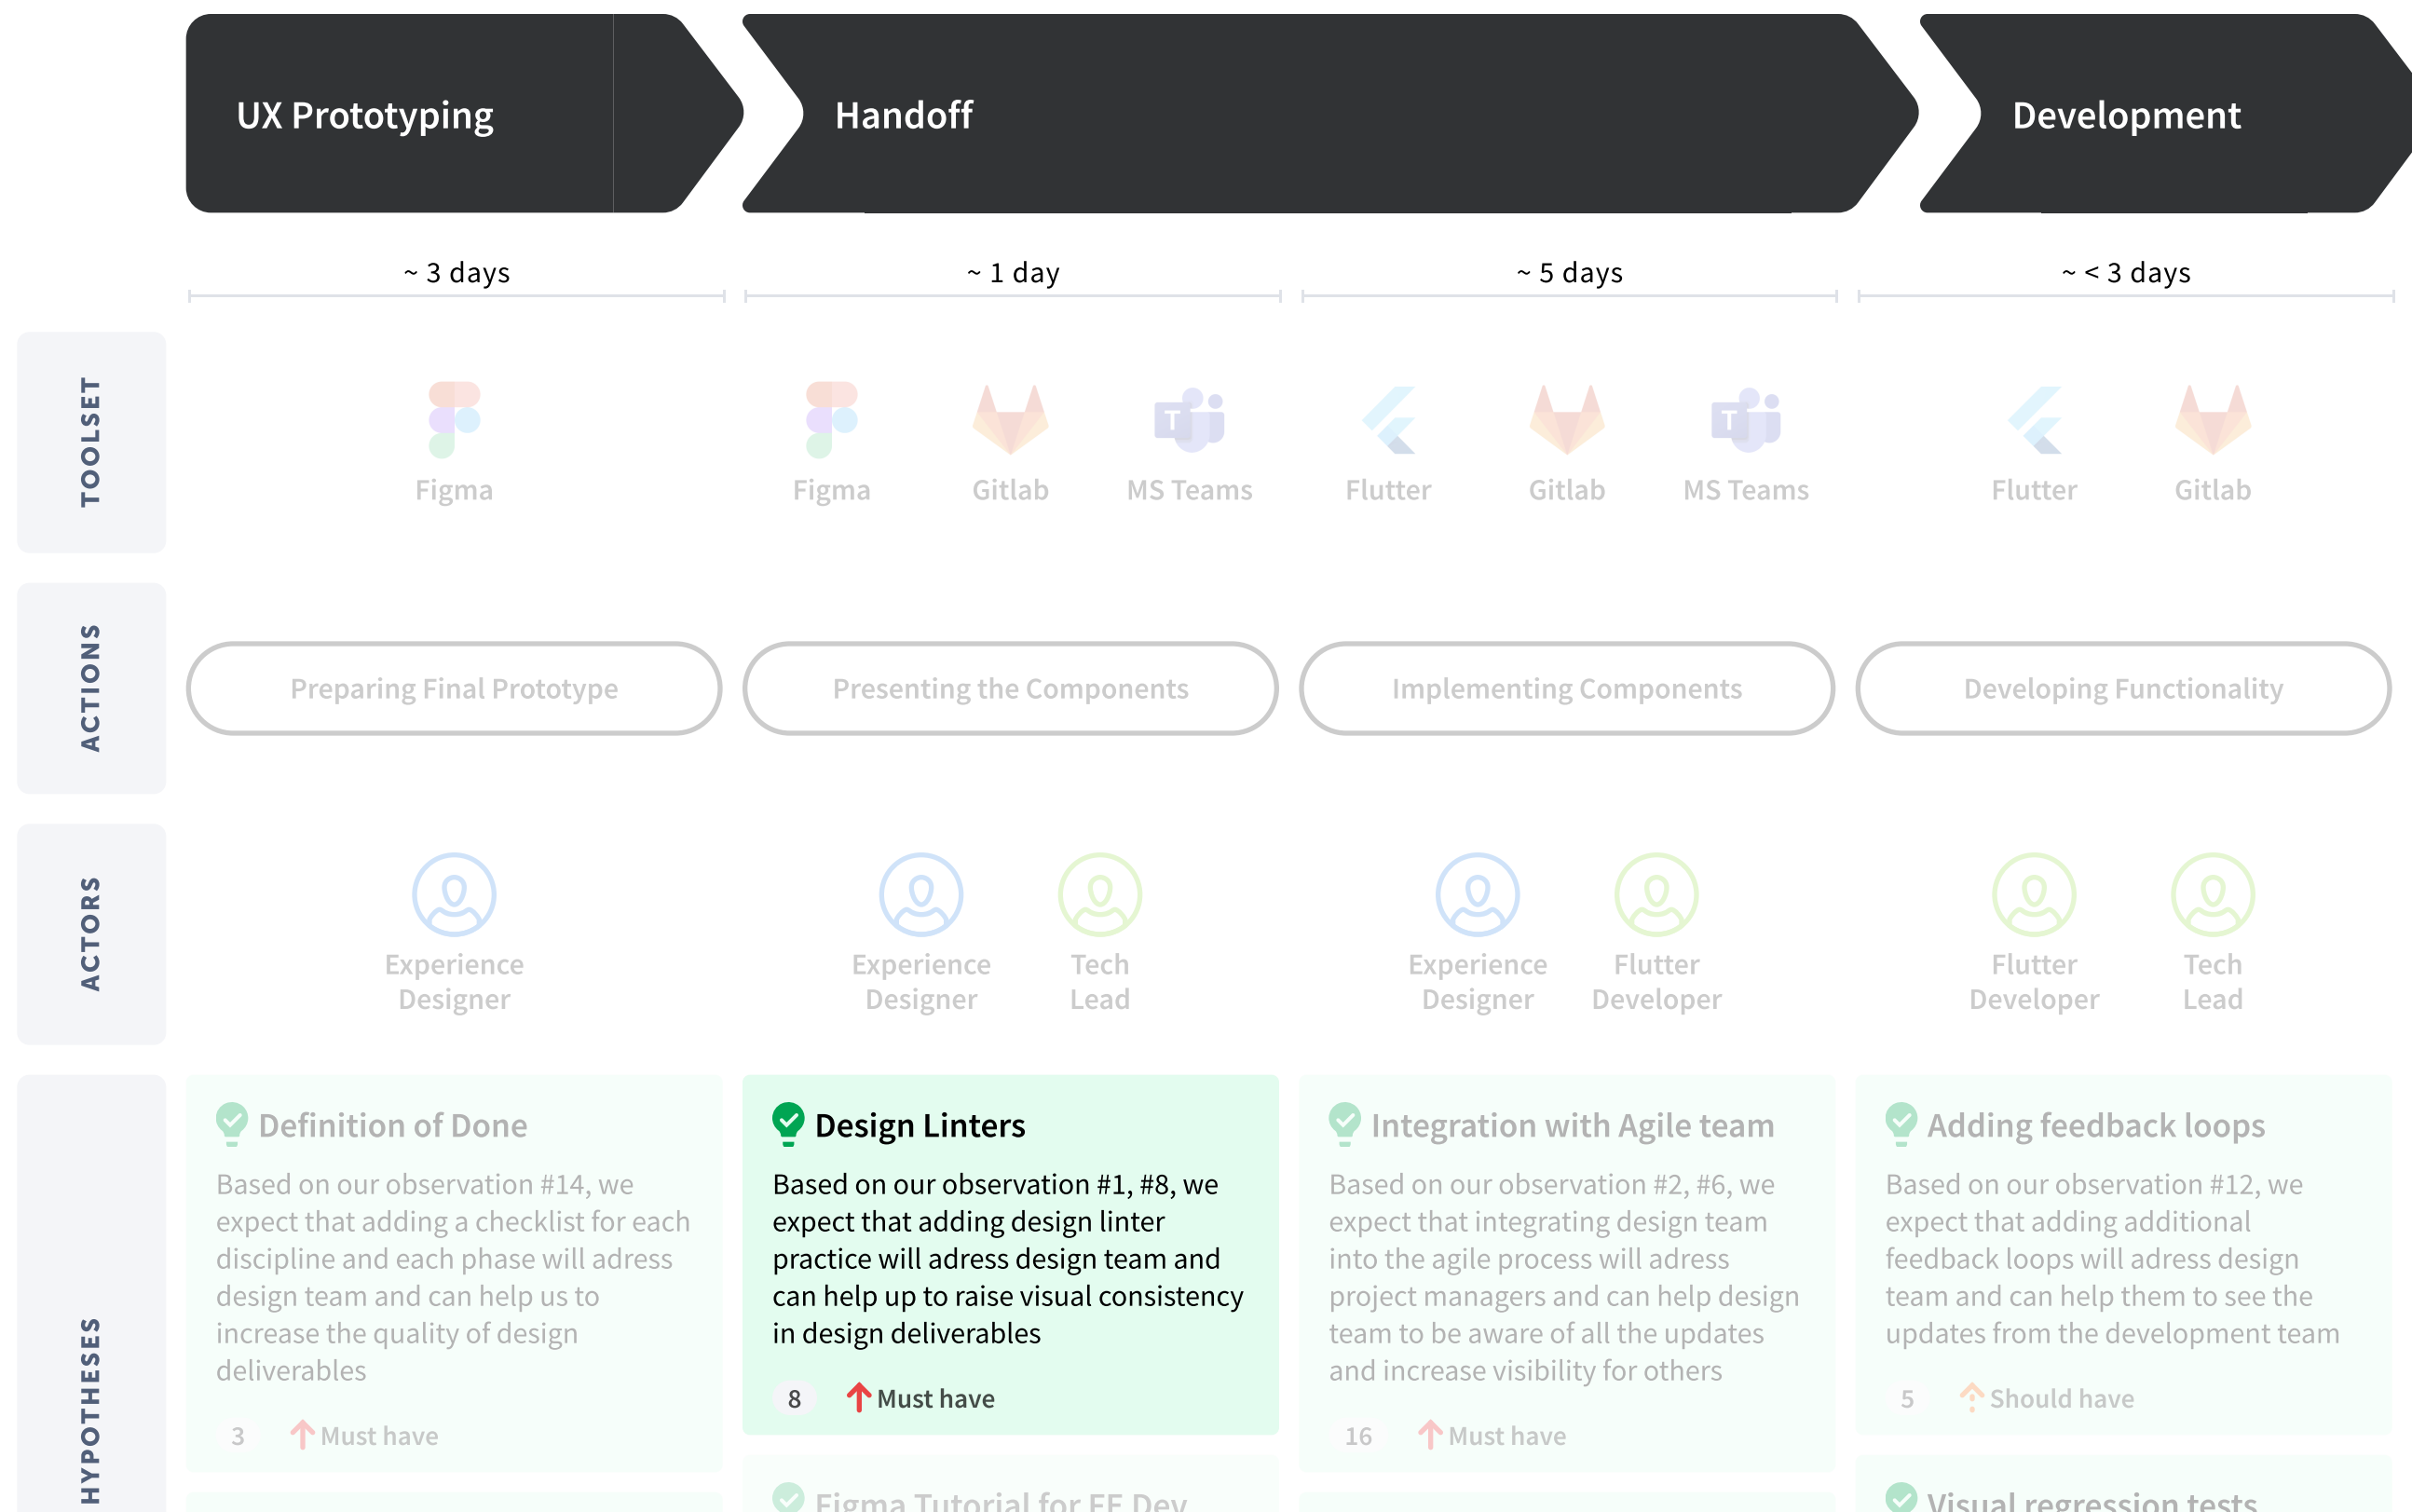 UX Prototyping
Handoff
Development
~ 3 days
~ 1 day
~ 5 days
~ < 3 days
TOOLSET
Figma
Figma
Gitlab
T
MS Teams
Flutter
Gitlab
T
MS Teams
Flutter
Gitlab
ACTIONS
Preparing Final Prototype
Presenting the Components
Implementing Components
Developing Functionality
ACTORS
Experience
Designer
Experience
Designer
Tech
Lead
Experience
Designer
Flutter
Developer
Flutter
Developer
Tech
Lead
HYPOTHESES
Definition of Done
Based on our observation #14, we
expect that adding a checklist for each
discipline and each phase will adress
design team and can help us to
increase the quality of design
deliverables
3
Must have
Design Linters
Based on our observation #1, #8, we
expect that adding design linter
practice will adress design team and
can help up to raise visual consistency
in design deliverables
8
Must have
Figma Tutorial for FE Dev
Integration with Agile team
Based on our observation #2, #6, we
expect that integrating design team
into the agile process will adress
project managers and can help design
team to be aware of all the updates
and increase visibility for others
16
Must have
Adding feedback loops
Based on our observation #12, we
expect that adding additional
feedback loops will adress design
team and can help them to see the
updates from the development team
5
Should have
Visual regression tests